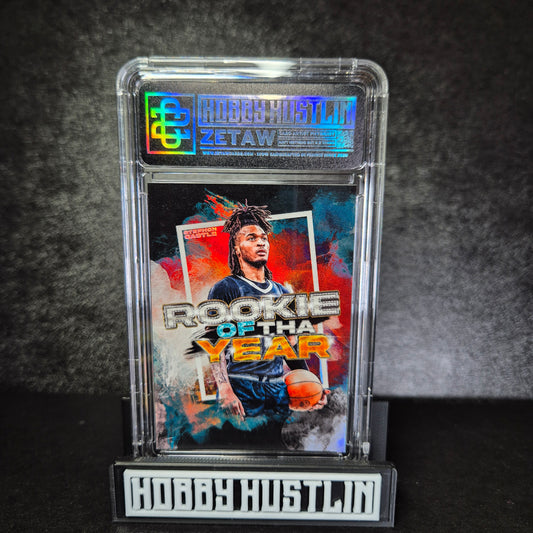 HOBBY HUSTLIN
ZETAW
STEPHON
CASTLE
ROOKIE
OF THA
YEAR
HOBBY HUSTLIN